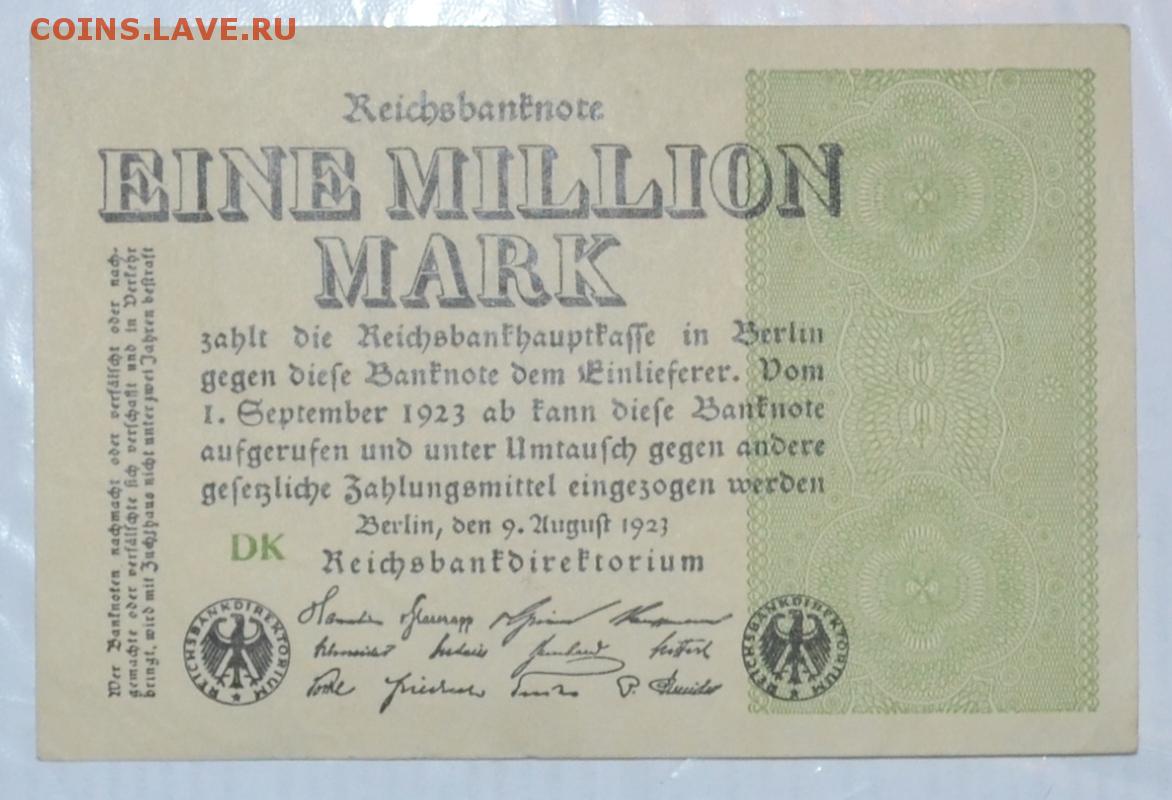 COINS.LAVE.RU
Reichsbanknote
EINE MILLION
MARK
zahlt die Reichsbankhauptkasse in Berlin
gegen diese Banknote dem Einlieferer. Vom
1. September 1923 ab kann diese Banknote
aufgerufen und unter Umtausch gegen andere
gesetzliche Zahlungsmittel eingezogen werden
Berlin, den 9. August 1923
DK
Reichsbankdirektorium
REICHSBANKDIREKTORIUM
REICHSBANKDIREKTORIUM
Wer Banknoten nachmacht oder verfälscht oder nach-
gemachte oder verfälschte sich verschafft und in Verkehr
bringt, wird mit Zuchthaus nicht unter zwei Jahren bestraft